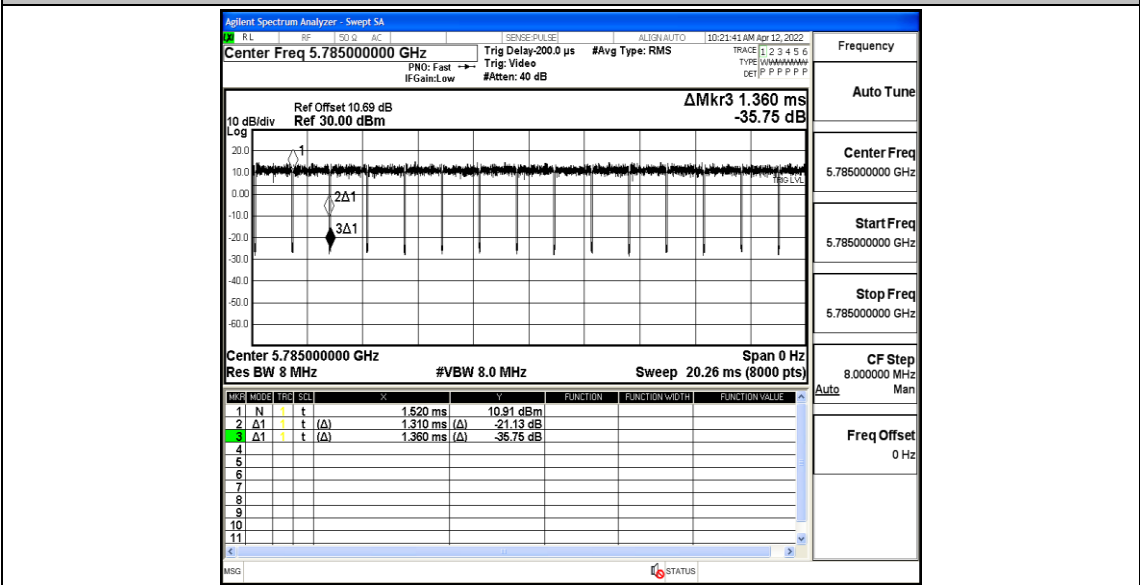 Agilent Spectrum Analyzer - Swept SA
RL RF 50 Ω AC SENSE:PULSE ALIGN AUTO 10:21:41 AM Apr 12, 2022
Center Freq 5.785000000 GHz
PNO: Fast
IFGain:Low
Trig Delay-200.0 µs
Trig: Video
#Atten: 40 dB
#Avg Type: RMS
TRACE 1 2 3 4 5 6
TYPE
DET P P P P P P
ΔMkr3 1.360 ms
-35.75 dB
Ref Offset 10.69 dB
10 dB/div Ref 30.00 dBm
Log
20.0
10.0
0.00
-10.0
-20.0
-30.0
-40.0
-50.0
-60.0
1
2Δ1
3Δ1
TRIG LVL
Center 5.785000000 GHz Span 0 Hz
Res BW 8 MHz #VBW 8.0 MHz Sweep 20.26 ms (8000 pts)
MKR MODE TRC SCL X Y FUNCTION FUNCTION WIDTH FUNCTION VALUE
1 N 1 t 1.520 ms 10.91 dBm
2 Δ1 1 t (Δ) 1.310 ms (Δ) -21.13 dB
3 Δ1 1 t (Δ) 1.360 ms (Δ) -35.75 dB
4
5
6
7
8
9
10
11
MSG STATUS
Frequency
Auto Tune
Center Freq
5.785000000 GHz
Start Freq
5.785000000 GHz
Stop Freq
5.785000000 GHz
CF Step
8.000000 MHz
Auto Man
Freq Offset
0 Hz